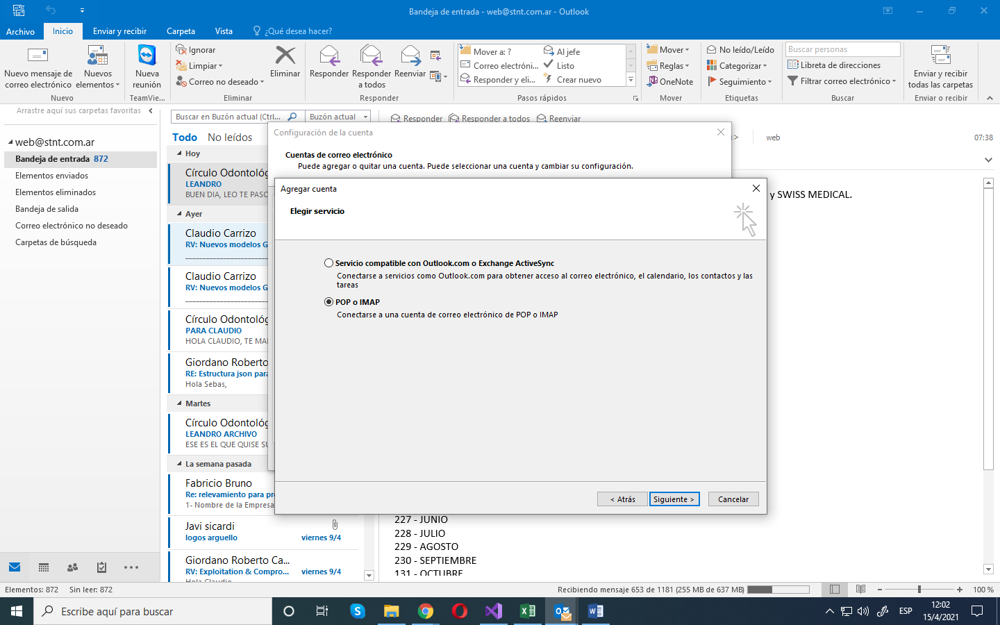 Bandeja de entrada - web@stnt.com.ar - Outlook
Archivo
Inicio
Enviar y recibir
Carpeta
Vista
¿Qué desea hacer?
Nuevo mensaje de
correo electrónico
Nuevos
elementos
Nuevo
Nueva
reunión
TeamVie...
Ignorar
Limpiar
Correo no deseado
Eliminar
Eliminar
Responder
Responder
a todos
Reenviar
Responder
Mover a: ?
Correo electróni...
Responder y eli...
Al jefe
Listo
Crear nuevo
Pasos rápidos
Mover
Reglas
OneNote
Mover
No leído/Leído
Categorizar
Seguimiento
Etiquetas
Buscar personas
Libreta de direcciones
Filtrar correo electrónico
Buscar
Enviar y recibir
todas las carpetas
Enviar o recibir
Arrastre aquí sus carpetas favoritas
web@stnt.com.ar
Bandeja de entrada 872
Elementos enviados
Elementos eliminados
Bandeja de salida
Correo electrónico no deseado
Carpetas de búsqueda
Buscar en Buzón actual (Ctrl...
Buzón actual
Todo
No leídos
Hoy
Círculo Odontológ
LEANDRO
BUEN DIA, LEO TE PASO
Ayer
Claudio Carrizo
RV: Nuevos modelos G
Claudio Carrizo
RV: Nuevos modelos G
Círculo Odontológ
PARA CLAUDIO
HOLA CLAUDIO, TE MA
Giordano Roberto
RE: Estructura json para
Hola Sebas,
Martes
Círculo Odontológ
LEANDRO ARCHIVO
ESE ES EL QUE QUISE SU
La semana pasada
Fabricio Bruno
Re: relevamiento para pr
1- Nombre de la Empresa
Javi sicardi
logos arguello
viernes 9/4
Giordano Roberto Ca...
RV: Exploitation & Compro...
viernes 9/4
Hola Claudio
Responder
Responder a todos
Reenviar
web
07:38
y SWISS MEDICAL.
Configuración de la cuenta
Cuentas de correo electrónico
Puede agregar o quitar una cuenta. Puede seleccionar una cuenta y cambiar su configuración.
Agregar cuenta
Elegir servicio
Servicio compatible con Outlook.com o Exchange ActiveSync
Conectarse a servicios como Outlook.com para obtener acceso al correo electrónico, el calendario, los contactos y las
tareas
POP o IMAP
Conectarse a una cuenta de correo electrónico de POP o IMAP
< Atrás
Siguiente >
Cancelar
227 - JUNIO
228 - JULIO
229 - AGOSTO
230 - SEPTIEMBRE
131 - OCTUBRE
Elementos: 872
Sin leer: 872
Recibiendo mensaje 653 de 1181 (255 MB de 637 MB)
100 %
Escribe aquí para buscar
ESP
12:02
15/4/2021